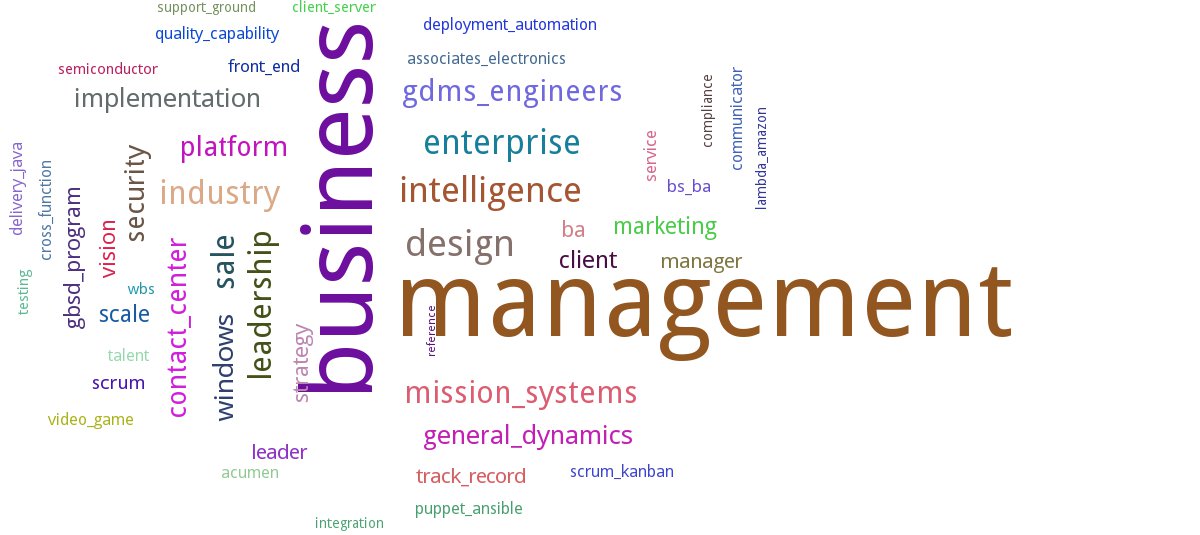 support_ground
client_server
deployment_automation
quality_capability
associates_electronics
front_end
semiconductor
implementation
gdms_engineers
compliance
communicator
lambda_amazon
business
platform
enterprise
service
delivery_java
cross_function
security
industry
intelligence
bs_ba
gbsd_program
vision
ba
marketing
design
client
manager
testing
wbs
contact_center
sale
leadership
management
scale
windows
strategy
reference
talent
scrum
mission_systems
video_game
general_dynamics
leader
acumen
track_record
scrum_kanban
puppet_ansible
integration